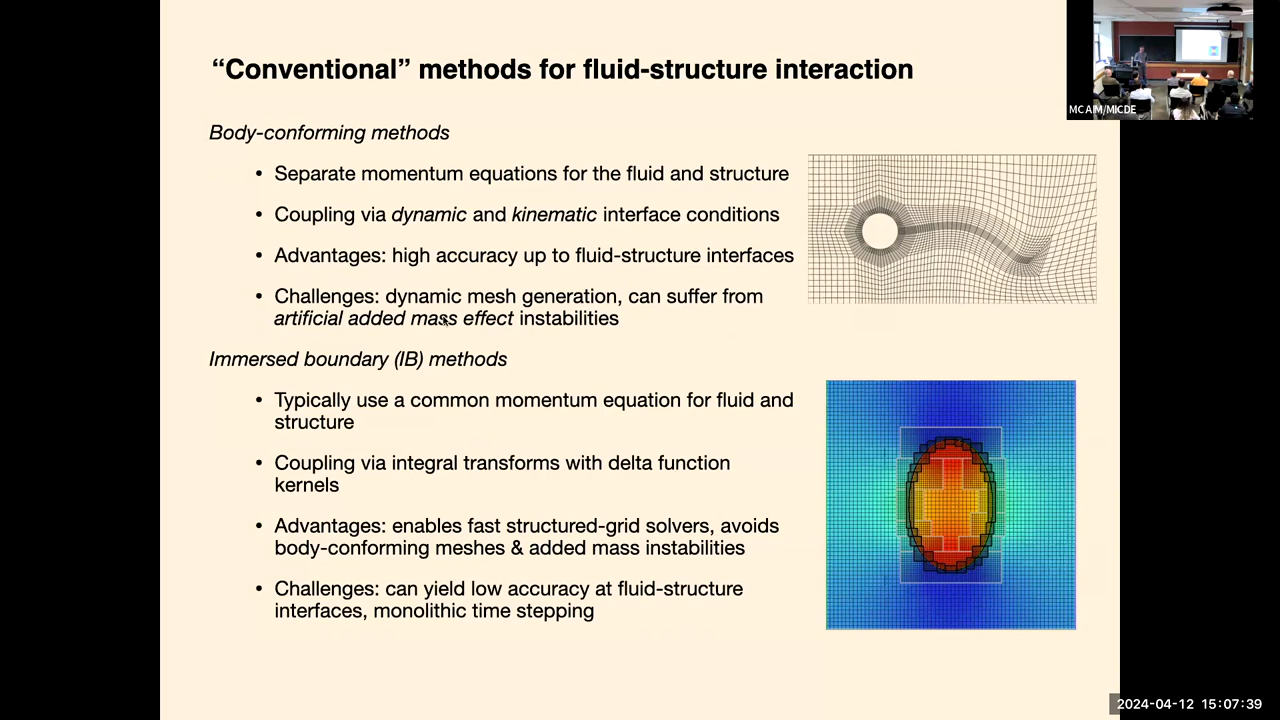 “Conventional” methods for fluid-structure interaction
MCAIM/MICDE
Body-conforming methods
• Separate momentum equations for the fluid and structure
• Coupling via dynamic and kinematic interface conditions
• Advantages: high accuracy up to fluid-structure interfaces
• Challenges: dynamic mesh generation, can suffer from
artificial added mass effect instabilities
Immersed boundary (IB) methods
• Typically use a common momentum equation for fluid and
structure
• Coupling via integral transforms with delta function
kernels
• Advantages: enables fast structured-grid solvers, avoids
body-conforming meshes & added mass instabilities
• Challenges: can yield low accuracy at fluid-structure
interfaces, monolithic time stepping
2024-04-12 15:07:39